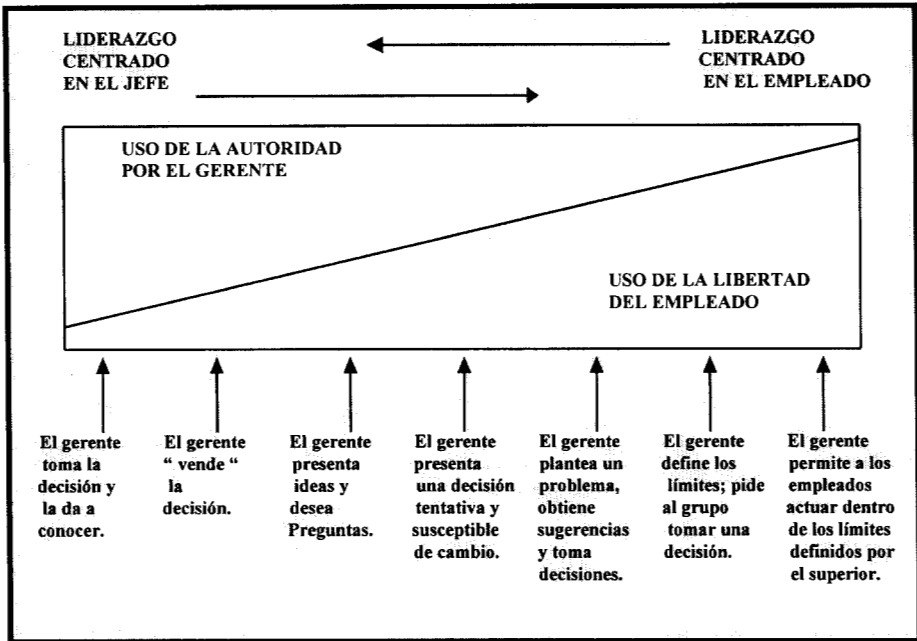 LIDERAZGO
CENTRADO
EN EL JEFE
LIDERAZGO
CENTRADO
EN EL EMPLEADO
USO DE LA AUTORIDAD
POR EL GERENTE
USO DE LA LIBERTAD
DEL EMPLEADO
El gerente
toma la
decisión y
la da a
conocer.
El gerente
“ vende “
la
decisión.
El gerente
presenta
ideas y
desea
Preguntas.
El gerente
presenta
una decisión
tentativa y
susceptible
de cambio.
El gerente
plantea un
problema,
obtiene
sugerencias
y toma
decisiones.
El gerente
define los
límites; pide
al grupo
tomar una
decisión.
El gerente
permite a los
empleados
actuar dentro
de los límites
definidos por
el superior.